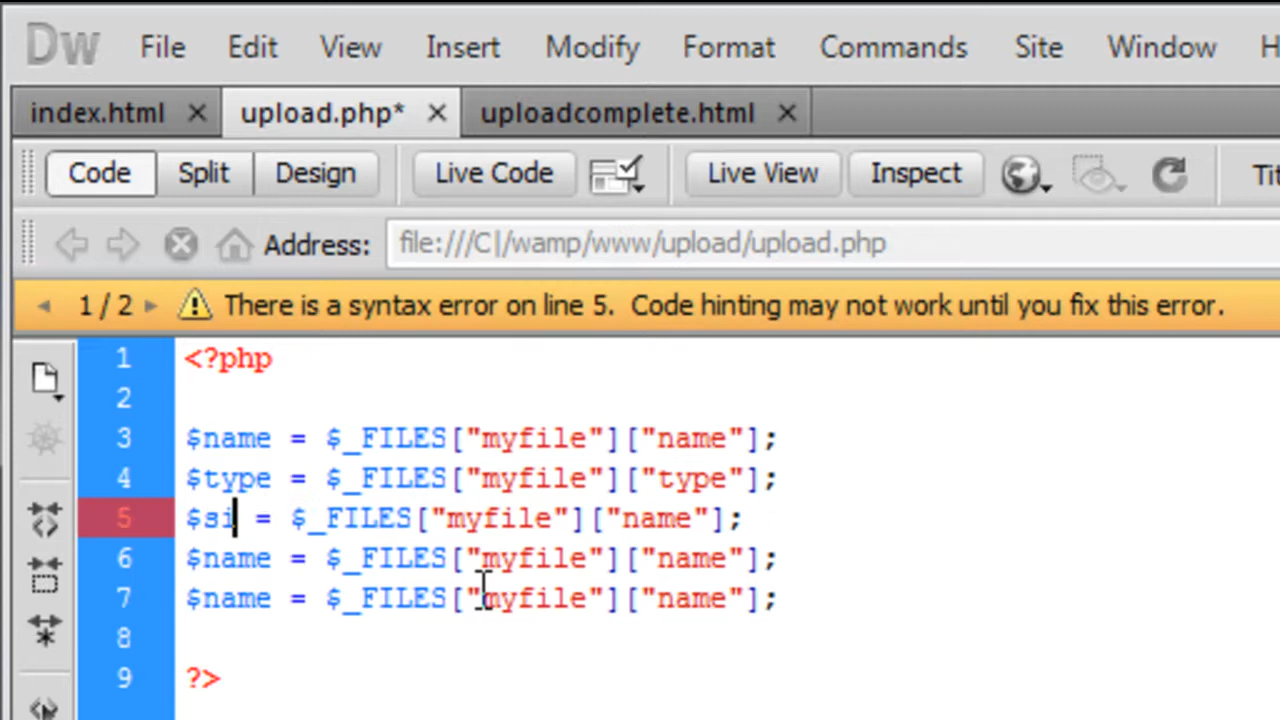 Dw File Edit View Insert Modify Format Commands Site Window H
index.html upload.php* uploadcomplete.html
Code Split Design Live Code Live View Inspect Tit
Address: file:///C|/wamp/www/upload/upload.php
1 / 2 There is a syntax error on line 5. Code hinting may not work until you fix this error.
1 <?php
2
3 $name = $_FILES["myfile"]["name"];
4 $type = $_FILES["myfile"]["type"];
5 $si = $_FILES["myfile"]["name"];
6 $name = $_FILES["myfile"]["name"];
7 $name = $_FILES["myfile"]["name"];
8
9 ?>